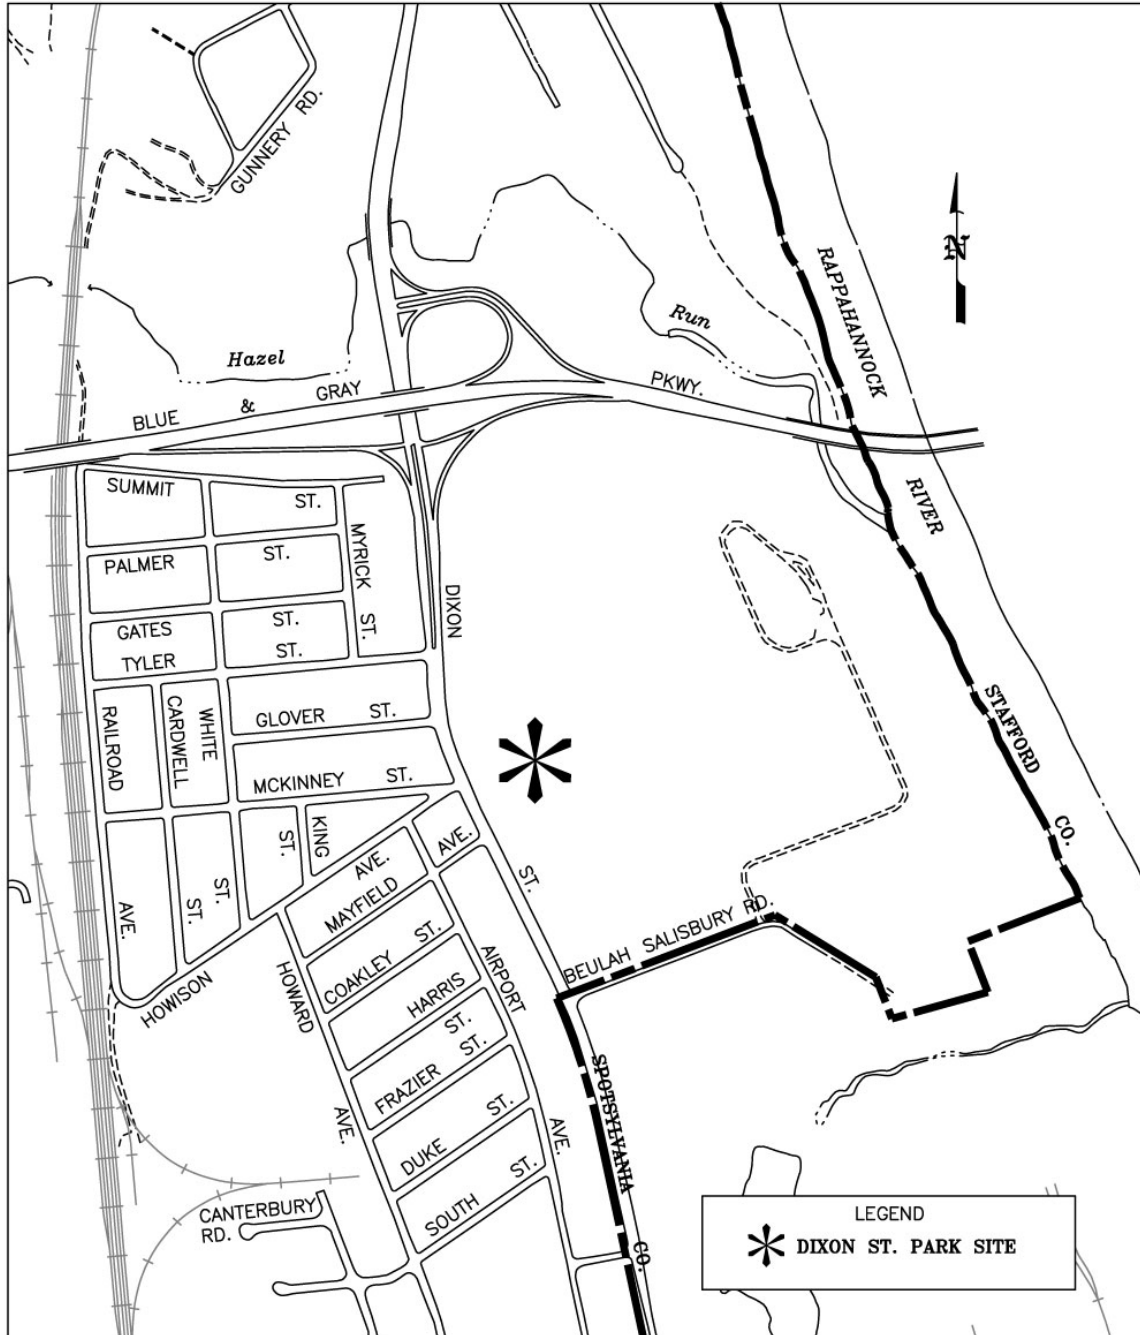 GUNNERY RD.
N
RAPPAHANNOCK
RIVER
Hazel
Run
BLUE & GRAY PKWY.
SUMMIT ST.
PALMER ST.
MYRICK ST.
GATES ST.
TYLER ST.
DIXON ST.
RAILROAD AVE.
CARDWELL ST.
WHITE ST.
GLOVER ST.
STAFFORD CO.
MCKINNEY ST.
KING ST.
MAYFIELD AVE.
AVE.
COAKLEY ST.
HOWISON
HOWARD AVE.
HARRIS ST.
AIRPORT AVE.
BEULAH SALISBURY RD.
FRAZIER ST.
DUKE ST.
SOUTH ST.
SPOTSYLVANIA CO.
CANTERBURY
RD.
LEGEND
DIXON ST. PARK SITE